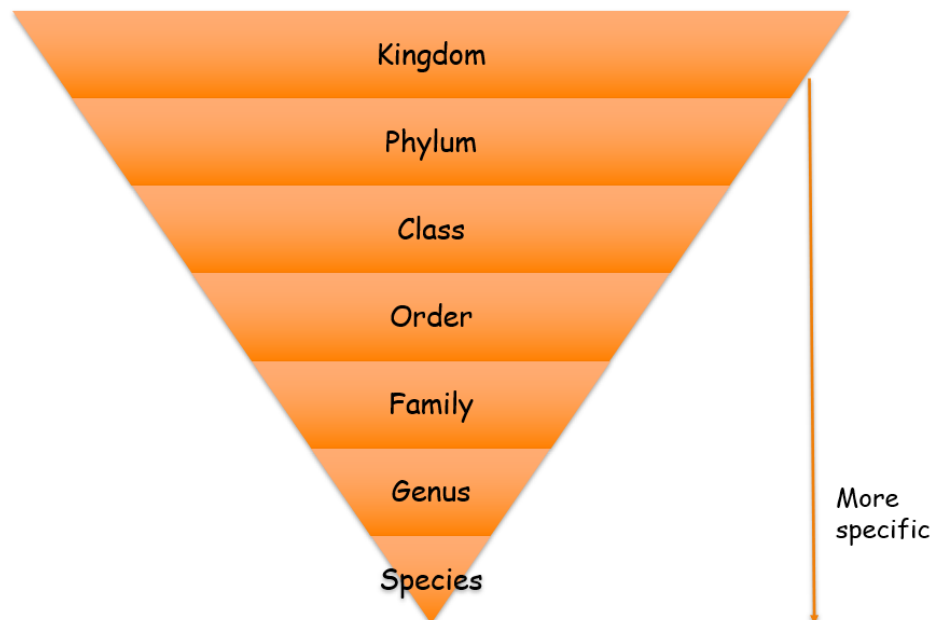 Kingdom
Phylum
Class
Order
Family
Genus
Species
More
specific